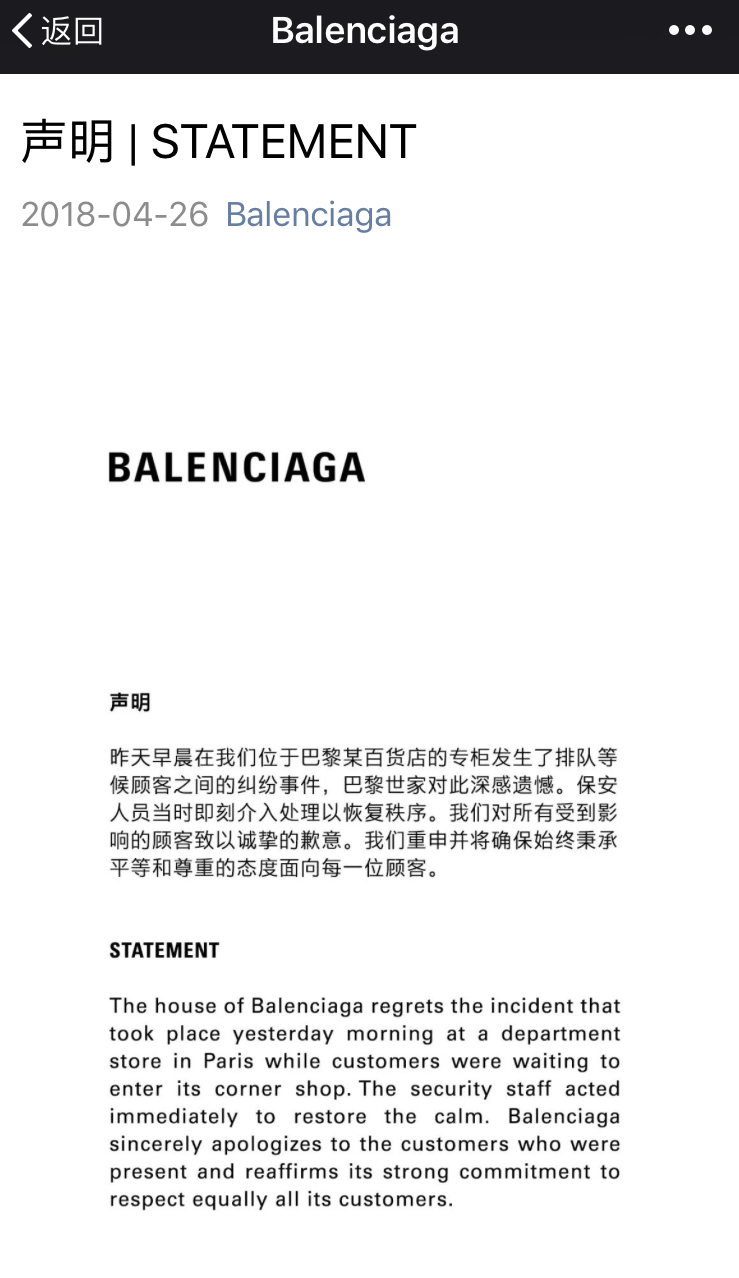 返回
Balenciaga
声明 | STATEMENT
2018-04-26 Balenciaga
BALENCIAGA
声明
昨天早晨在我们位于巴黎某百货店的专柜发生了排队等
候顾客之间的纠纷事件，巴黎世家对此深感遗憾。保安
人员当时即刻介入处理以恢复秩序。我们对所有受到影
响的顾客致以诚挚的歉意。我们重申并将确保始终秉承
平等和尊重的态度面向每一位顾客。
STATEMENT
The house of Balenciaga regrets the incident that
took place yesterday morning at a department
store in Paris while customers were waiting to
enter its corner shop. The security staff acted
immediately to restore the calm. Balenciaga
sincerely apologizes to the customers who were
present and reaffirms its strong commitment to
respect equally all its customers.